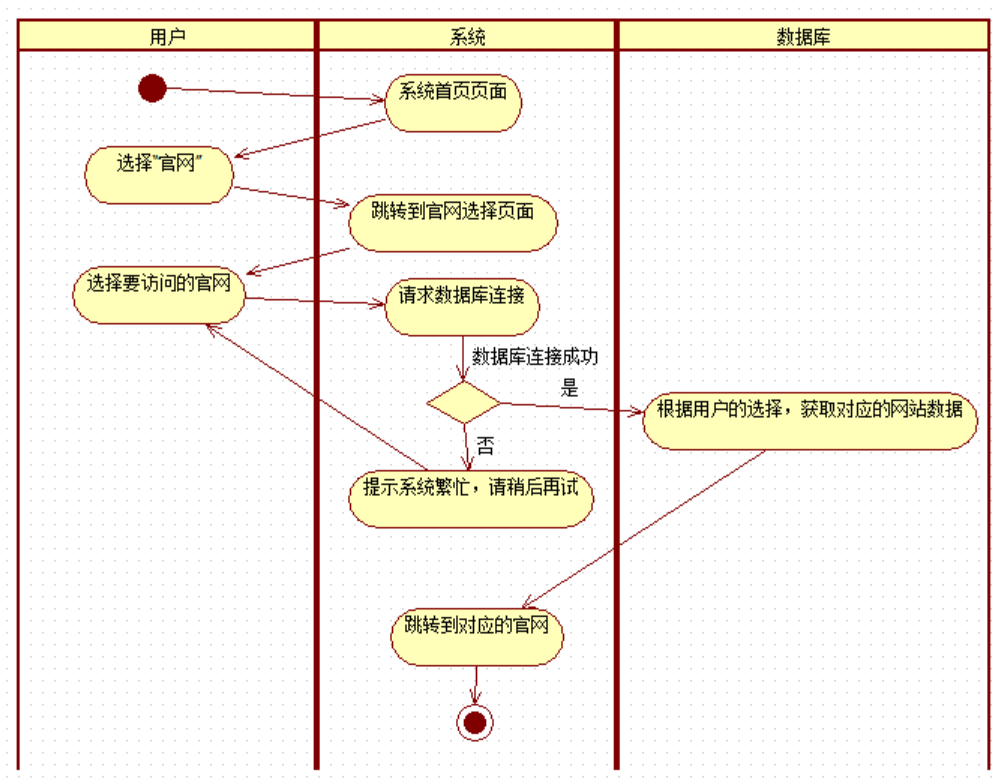 用户
系统
数据库
系统首页页面
选择"官网"
跳转到官网选择页面
选择要访问的官网
请求数据库连接
数据库连接成功
是
根据用户的选择，获取对应的网站数据
否
提示系统繁忙，请稍后再试
跳转到对应的官网